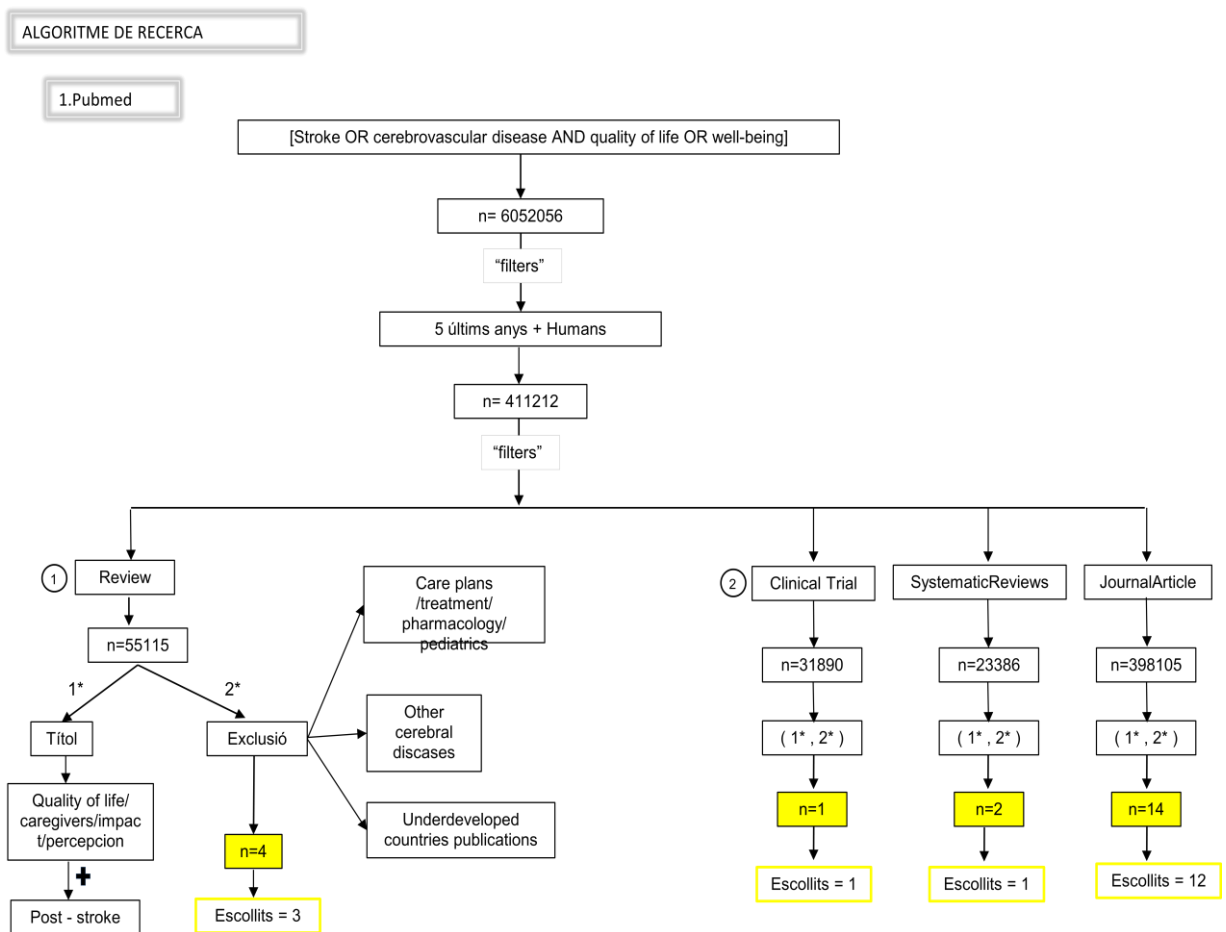 ALGORITME DE RECERCA
1.Pubmed
[Stroke OR cerebrovascular disease AND quality of life OR well-being]
n= 6052056
“filters”
5 últims anys + Humans
n= 411212
“filters”
1
Review
n=55115
1*
2*
Títol
Exclusió
Quality of life/
caregivers/impac
t/percepcion
+
Post - stroke
n=4
Escollits = 3
Care plans
/treatment/
pharmacology/
pediatrics
Other
cerebral
discases
Underdeveloped
countries publications
2
Clinical Trial
n=31890
( 1* , 2* )
n=1
Escollits = 1
SystematicReviews
n=23386
( 1* , 2* )
n=2
Escollits = 1
JournalArticle
n=398105
( 1* , 2* )
n=14
Escollits = 12